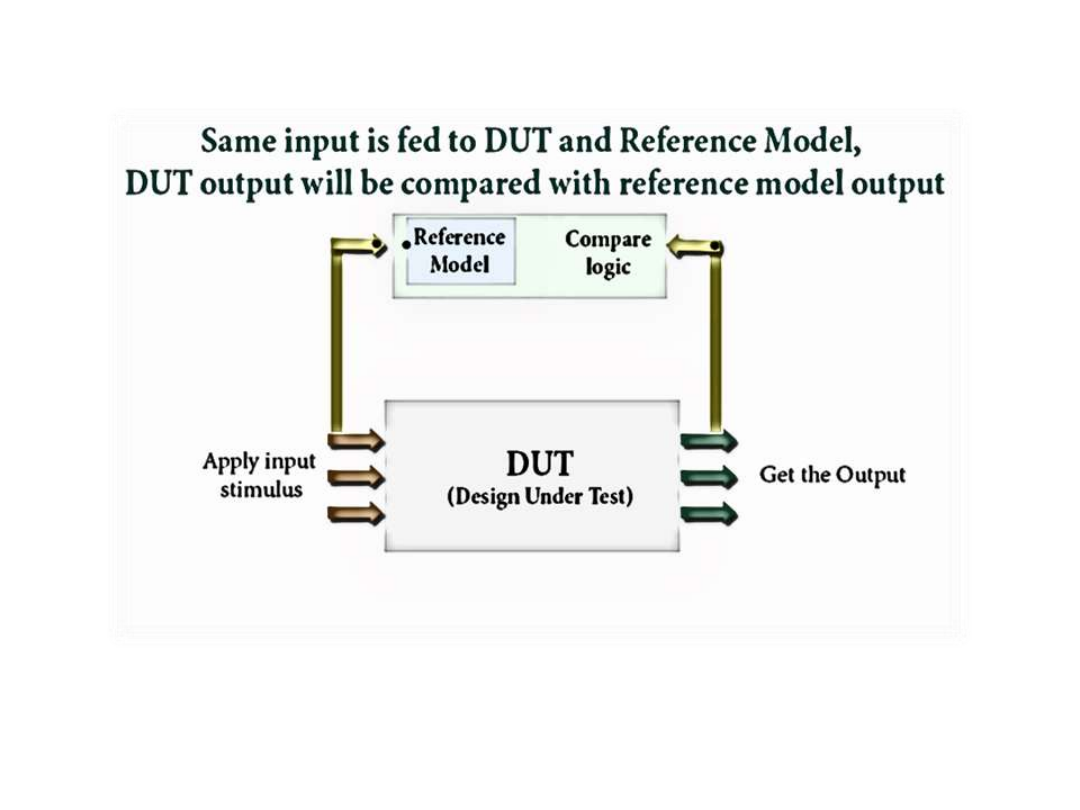 Same input is fed to DUT and Reference Model,
DUT output will be compared with reference model output
Reference
Model
Compare
logic
Apply input
stimulus
DUT
(Design Under Test)
Get the Output